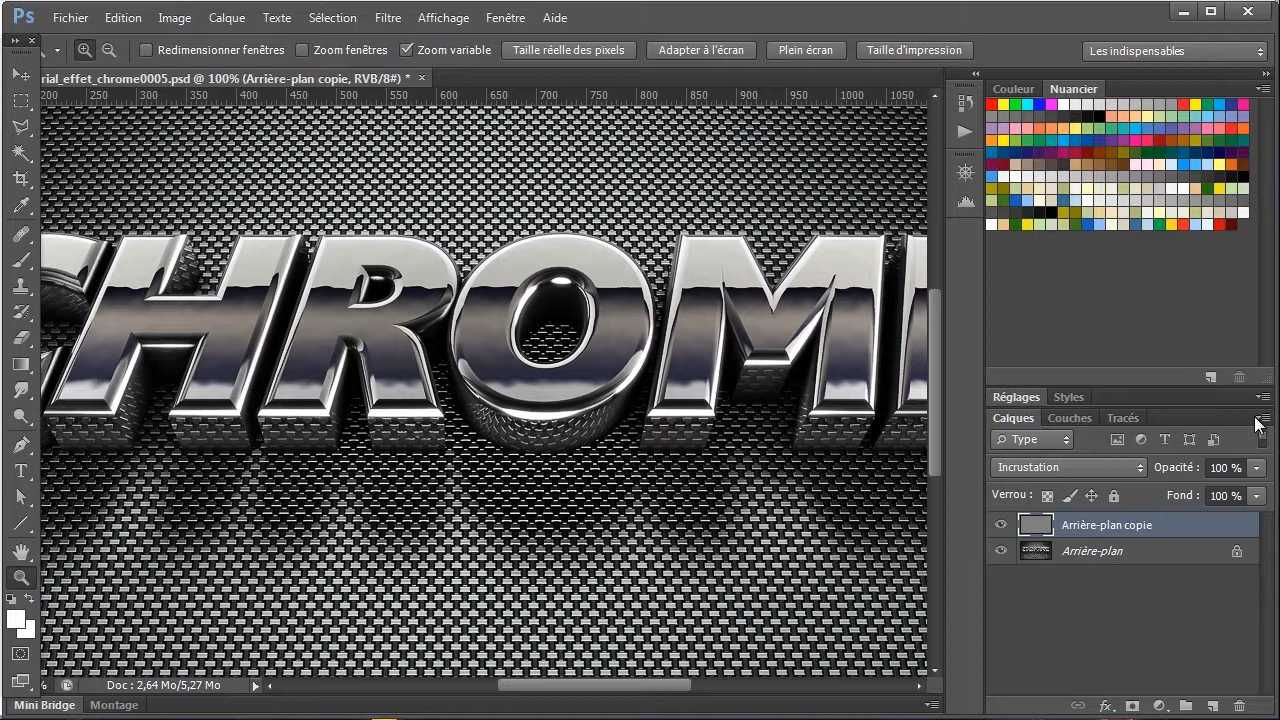 Ps Fichier Edition Image Calque Texte Sélection Filtre Affichage Fenêtre Aide
Redimensionner fenêtres Zoom fenêtres Zoom variable Taille réelle des pixels Adapter à l'écran Plein écran Taille d'impression Les indispensables
rial_effet_chrome0005.psd @ 100% (Arrière-plan copie, RVB/8#) *
200 250 300 350 400 450 500 550 600 650 700 750 800 850 900 950 1000 1050
Couleur Nuancier
CHROME
Réglages Styles
Calques Couches Tracés
Type
Incrustation Opacité : 100 %
Verrou : Fond : 100 %
Arrière-plan copie
Arrière-plan
% Doc : 2,64 Mo/5,27 Mo
Mini Bridge Montage